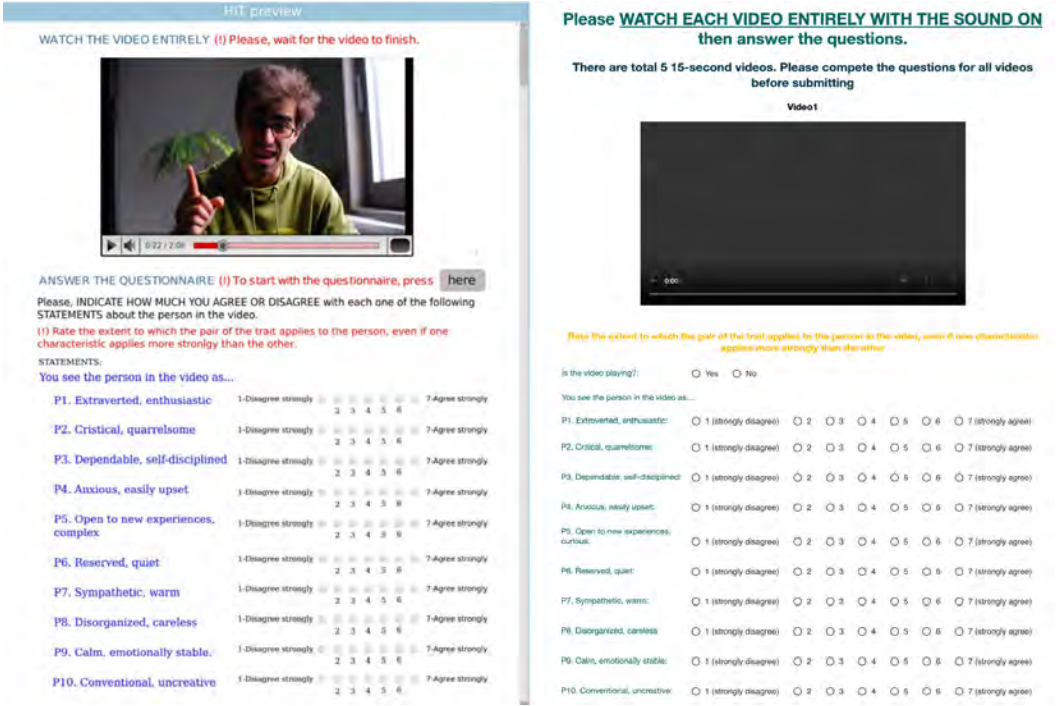 HIT preview
WATCH THE VIDEO ENTIRELY (!) Please, wait for the video to finish.
0:22 / 2:06
ANSWER THE QUESTIONNAIRE (!) To start with the questionnaire, press here
Please, INDICATE HOW MUCH YOU AGREE OR DISAGREE with each one of the following
STATEMENTS about the person in the video.
(!) Rate the extent to which the pair of the trait applies to the person, even if one
characteristic applies more stronlgy than the other.
STATEMENTS:
You see the person in the video as...
P1. Extraverted, enthusiastic 1-Disagree strongly 2 3 4 5 6 7-Agree strongly
P2. Cristical, quarrelsome 1-Disagree strongly 2 3 4 5 6 7-Agree strongly
P3. Dependable, self-disciplined 1-Disagree strongly 2 3 4 5 6 7-Agree strongly
P4. Anxious, easily upset 1-Disagree strongly 2 3 4 5 6 7-Agree strongly
P5. Open to new experiences,
complex 1-Disagree strongly 2 3 4 5 6 7-Agree strongly
P6. Reserved, quiet 1-Disagree strongly 2 3 4 5 6 7-Agree strongly
P7. Sympathetic, warm 1-Disagree strongly 2 3 4 5 6 7-Agree strongly
P8. Disorganized, careless 1-Disagree strongly 2 3 4 5 6 7-Agree strongly
P9. Calm, emotionally stable. 1-Disagree strongly 2 3 4 5 6 7-Agree strongly
P10. Conventional, uncreative 1-Disagree strongly 2 3 4 5 6 7-Agree strongly
Please WATCH EACH VIDEO ENTIRELY WITH THE SOUND ON
then answer the questions.
There are total 5 15-second videos. Please compete the questions for all videos
before submitting
Video1
0:00
Rate the extent to which the pair of the trait applies to the person in the video, even if one characteristic
applies more strongly than the other
Is the video playing?: Yes No
You see the person in the video as...
P1. Extroverted, enthusiastic: 1 (strongly disagree) 2 3 4 5 6 7 (strongly agree)
P2. Critical, quarrelsome: 1 (strongly disagree) 2 3 4 5 6 7 (strongly agree)
P3. Dependable, self-disciplined: 1 (strongly disagree) 2 3 4 5 6 7 (strongly agree)
P4. Anxious, easily upset: 1 (strongly disagree) 2 3 4 5 6 7 (strongly agree)
P5. Open to new experiences,
curious: 1 (strongly disagree) 2 3 4 5 6 7 (strongly agree)
P6. Reserved, quiet: 1 (strongly disagree) 2 3 4 5 6 7 (strongly agree)
P7. Sympathetic, warm: 1 (strongly disagree) 2 3 4 5 6 7 (strongly agree)
P8. Disorganized, careless 1 (strongly disagree) 2 3 4 5 6 7 (strongly agree)
P9. Calm, emotionally stable: 1 (strongly disagree) 2 3 4 5 6 7 (strongly agree)
P10. Conventional, uncreative: 1 (strongly disagree) 2 3 4 5 6 7 (strongly agree)